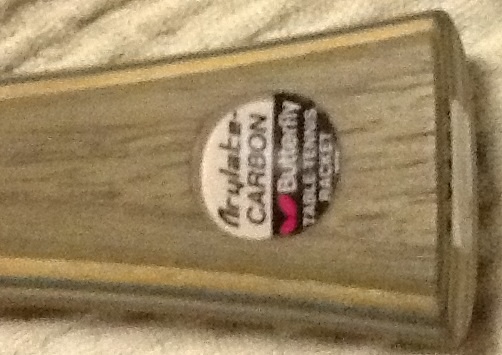 Arylate-
CARBON
Butterfly
TABLE TENNIS
RACKET